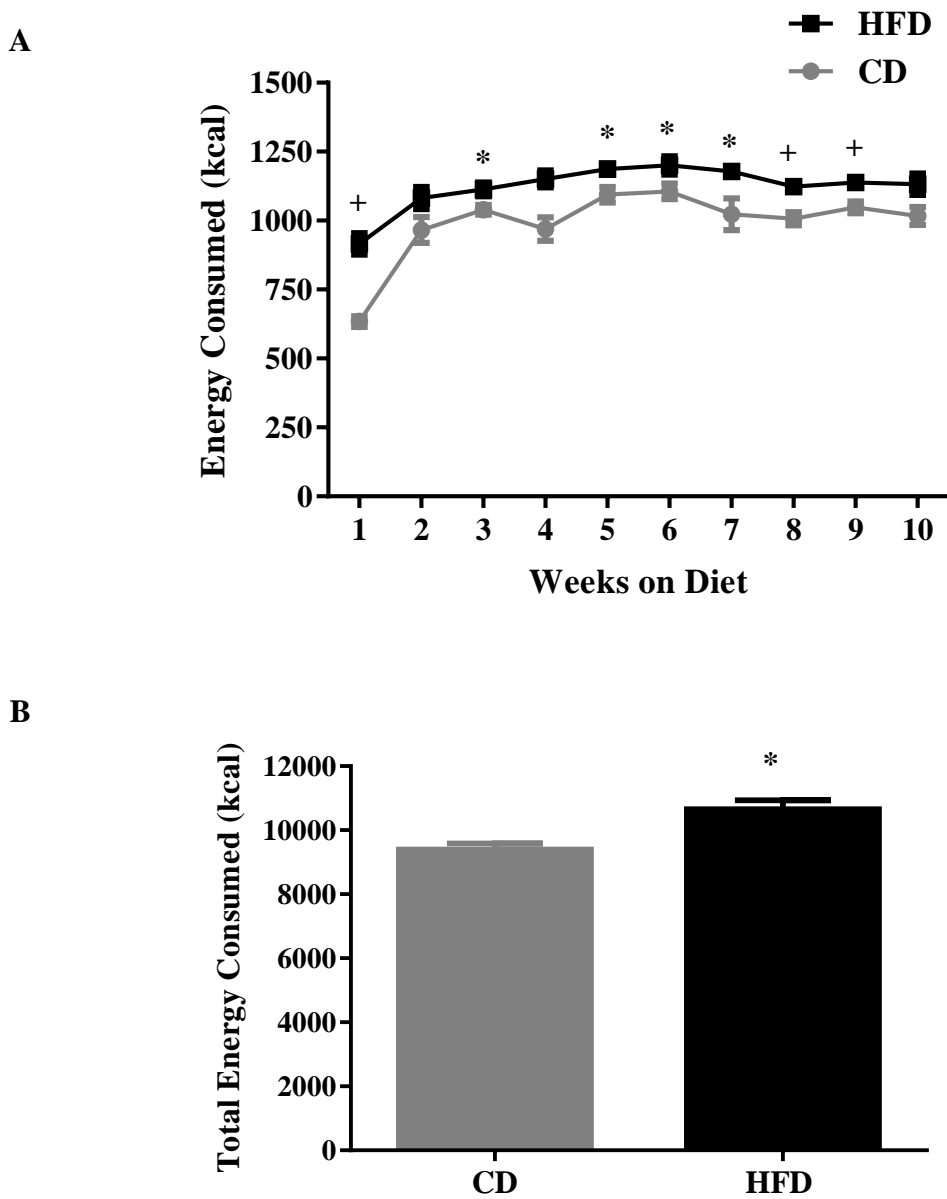 A
HFD
CD
Energy Consumed (kcal)
1500
1250
1000
750
500
250
0
+
*
*
*
*
+
+
1 2 3 4 5 6 7 8 9 10
Weeks on Diet
B
Total Energy Consumed (kcal)
12000
10000
8000
6000
4000
2000
0
*
CD HFD